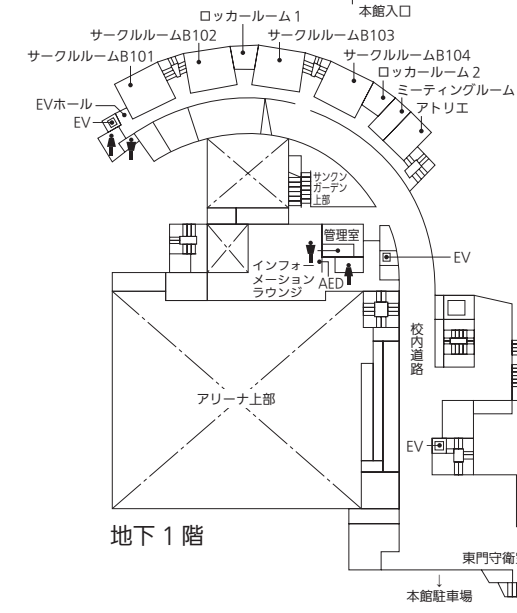 ↑
本館入口
ロッカールーム 1
サークルルームB102
サークルルームB103
サークルルームB101
サークルルームB104
ロッカールーム 2
ミーティングルーム
アトリエ
EVホール
EV
サンクン
ガーデン
上部
管理室
インフォ
メーション
ラウンジ
AED
EV
校内道路
アリーナ上部
EV
地下 1 階
東門守衛
↓
本館駐車場